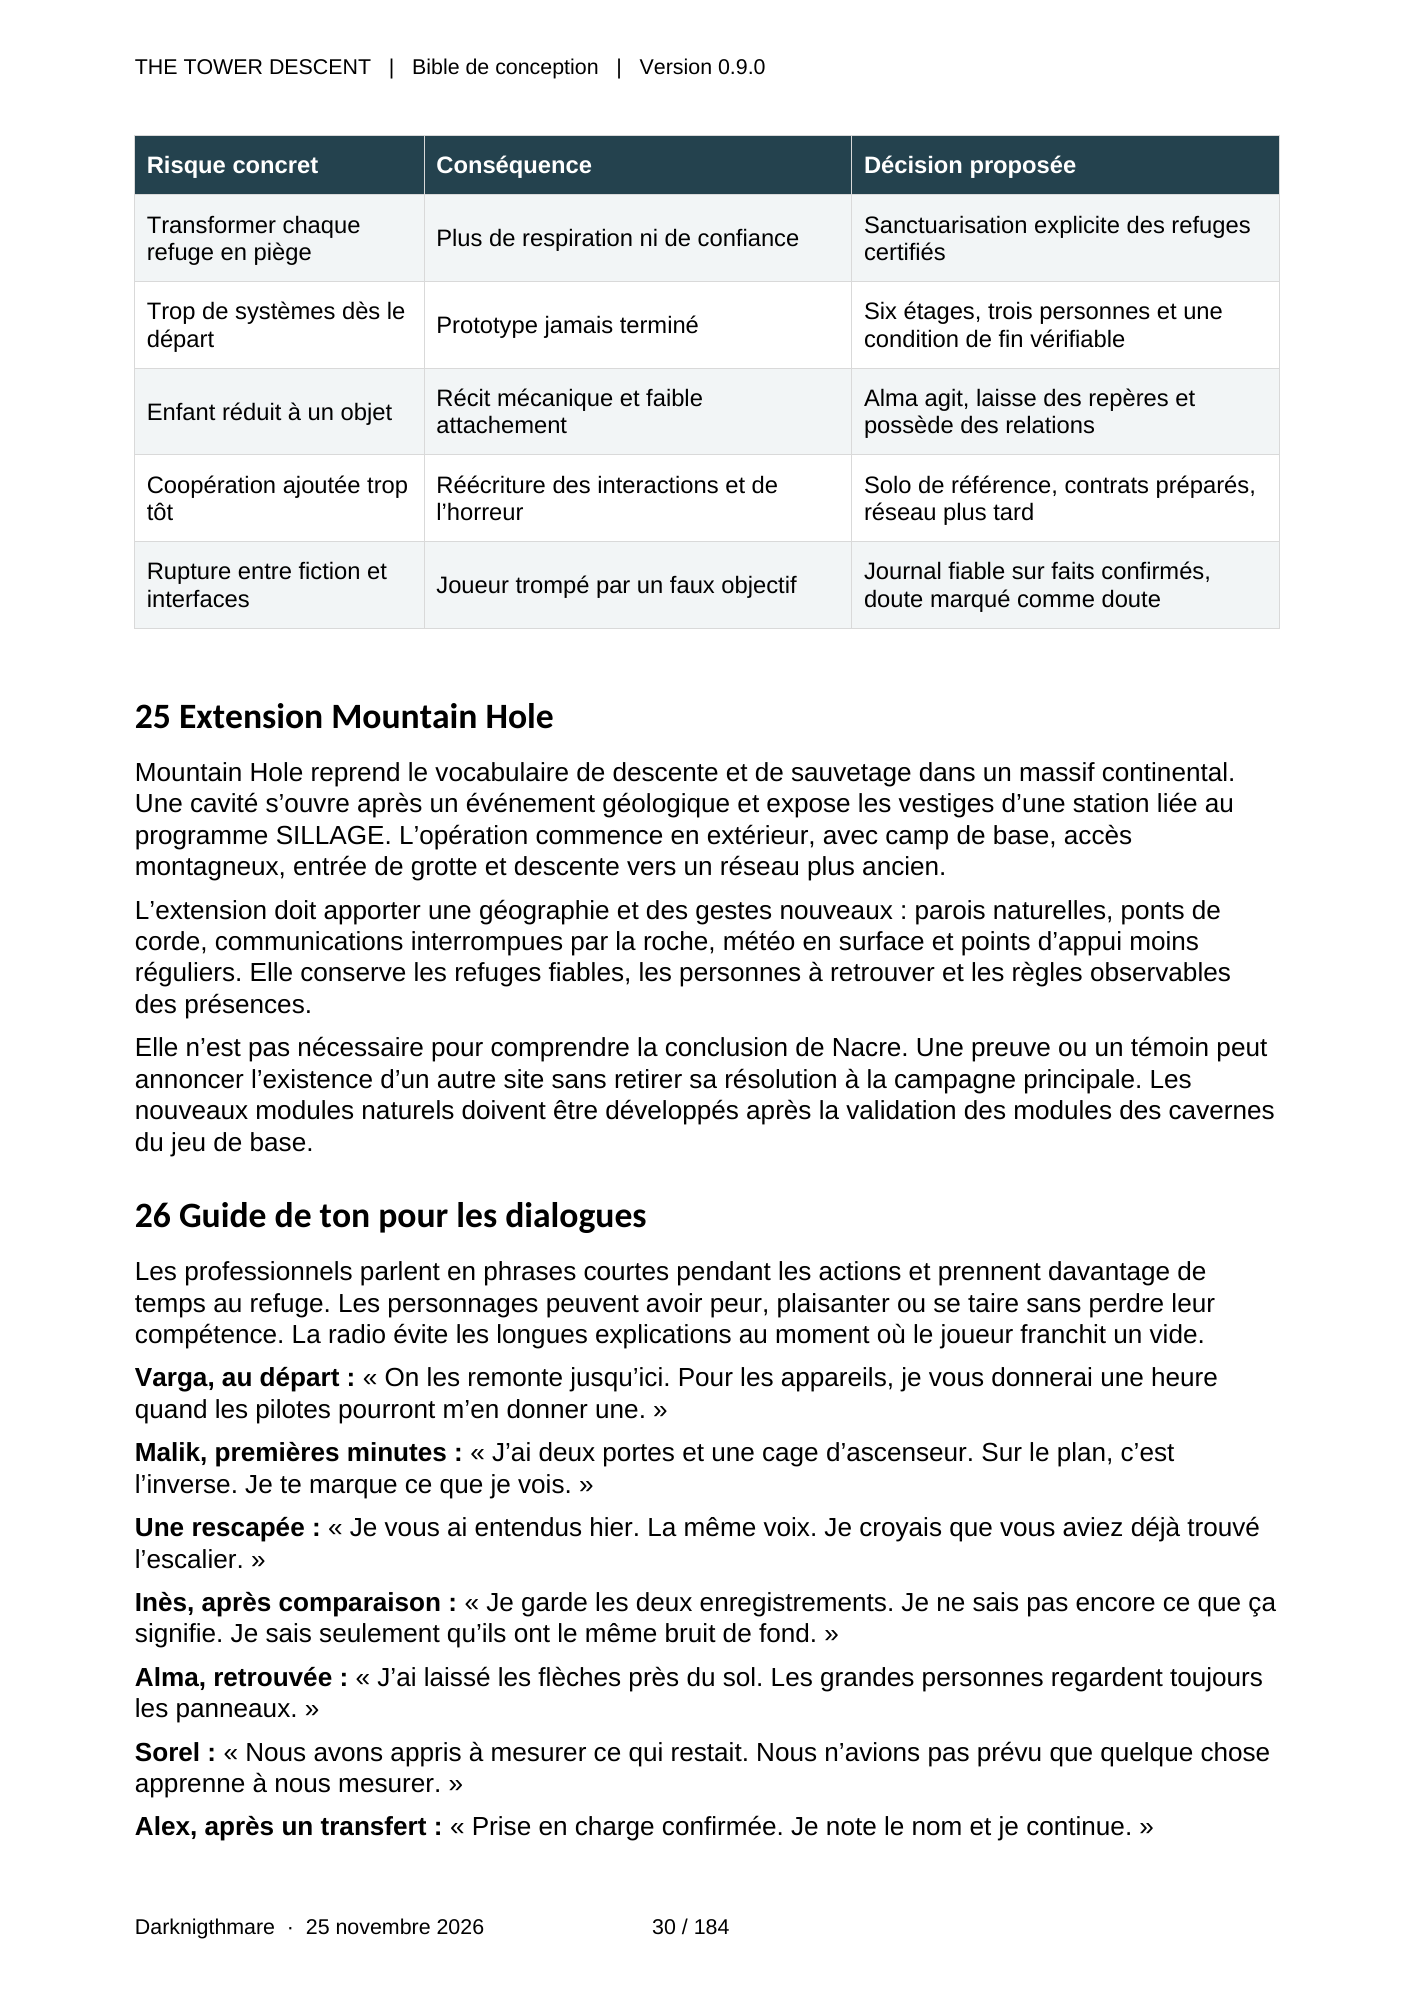 THE TOWER DESCENT | Bible de conception | Version 0.9.0
Risque concret
Conséquence
Décision proposée
Transformer chaque
refuge en piège
Plus de respiration ni de confiance
Sanctuarisation explicite des refuges
certifiés
Trop de systèmes dès le
départ
Prototype jamais terminé
Six étages, trois personnes et une
condition de fin vérifiable
Enfant réduit à un objet
Récit mécanique et faible
attachement
Alma agit, laisse des repères et
possède des relations
Coopération ajoutée trop
tôt
Réécriture des interactions et de
l’horreur
Solo de référence, contrats préparés,
réseau plus tard
Rupture entre fiction et
interfaces
Joueur trompé par un faux objectif
Journal fiable sur faits confirmés,
doute marqué comme doute
25 Extension Mountain Hole
Mountain Hole reprend le vocabulaire de descente et de sauvetage dans un massif continental.
Une cavité s’ouvre après un événement géologique et expose les vestiges d’une station liée au
programme SILLAGE. L’opération commence en extérieur, avec camp de base, accès
montagneux, entrée de grotte et descente vers un réseau plus ancien.
L’extension doit apporter une géographie et des gestes nouveaux : parois naturelles, ponts de
corde, communications interrompues par la roche, météo en surface et points d’appui moins
réguliers. Elle conserve les refuges fiables, les personnes à retrouver et les règles observables
des présences.
Elle n’est pas nécessaire pour comprendre la conclusion de Nacre. Une preuve ou un témoin peut
annoncer l’existence d’un autre site sans retirer sa résolution à la campagne principale. Les
nouveaux modules naturels doivent être développés après la validation des modules des cavernes
du jeu de base.
26 Guide de ton pour les dialogues
Les professionnels parlent en phrases courtes pendant les actions et prennent davantage de
temps au refuge. Les personnages peuvent avoir peur, plaisanter ou se taire sans perdre leur
compétence. La radio évite les longues explications au moment où le joueur franchit un vide.
Varga, au départ : « On les remonte jusqu’ici. Pour les appareils, je vous donnerai une heure
quand les pilotes pourront m’en donner une. »
Malik, premières minutes : « J’ai deux portes et une cage d’ascenseur. Sur le plan, c’est
l’inverse. Je te marque ce que je vois. »
Une rescapée : « Je vous ai entendus hier. La même voix. Je croyais que vous aviez déjà trouvé
l’escalier. »
Inès, après comparaison : « Je garde les deux enregistrements. Je ne sais pas encore ce que ça
signifie. Je sais seulement qu’ils ont le même bruit de fond. »
Alma, retrouvée : « J’ai laissé les flèches près du sol. Les grandes personnes regardent toujours
les panneaux. »
Sorel : « Nous avons appris à mesurer ce qui restait. Nous n’avions pas prévu que quelque chose
apprenne à nous mesurer. »
Alex, après un transfert : « Prise en charge confirmée. Je note le nom et je continue. »
Darknigthmare · 25 novembre 2026
30 / 184